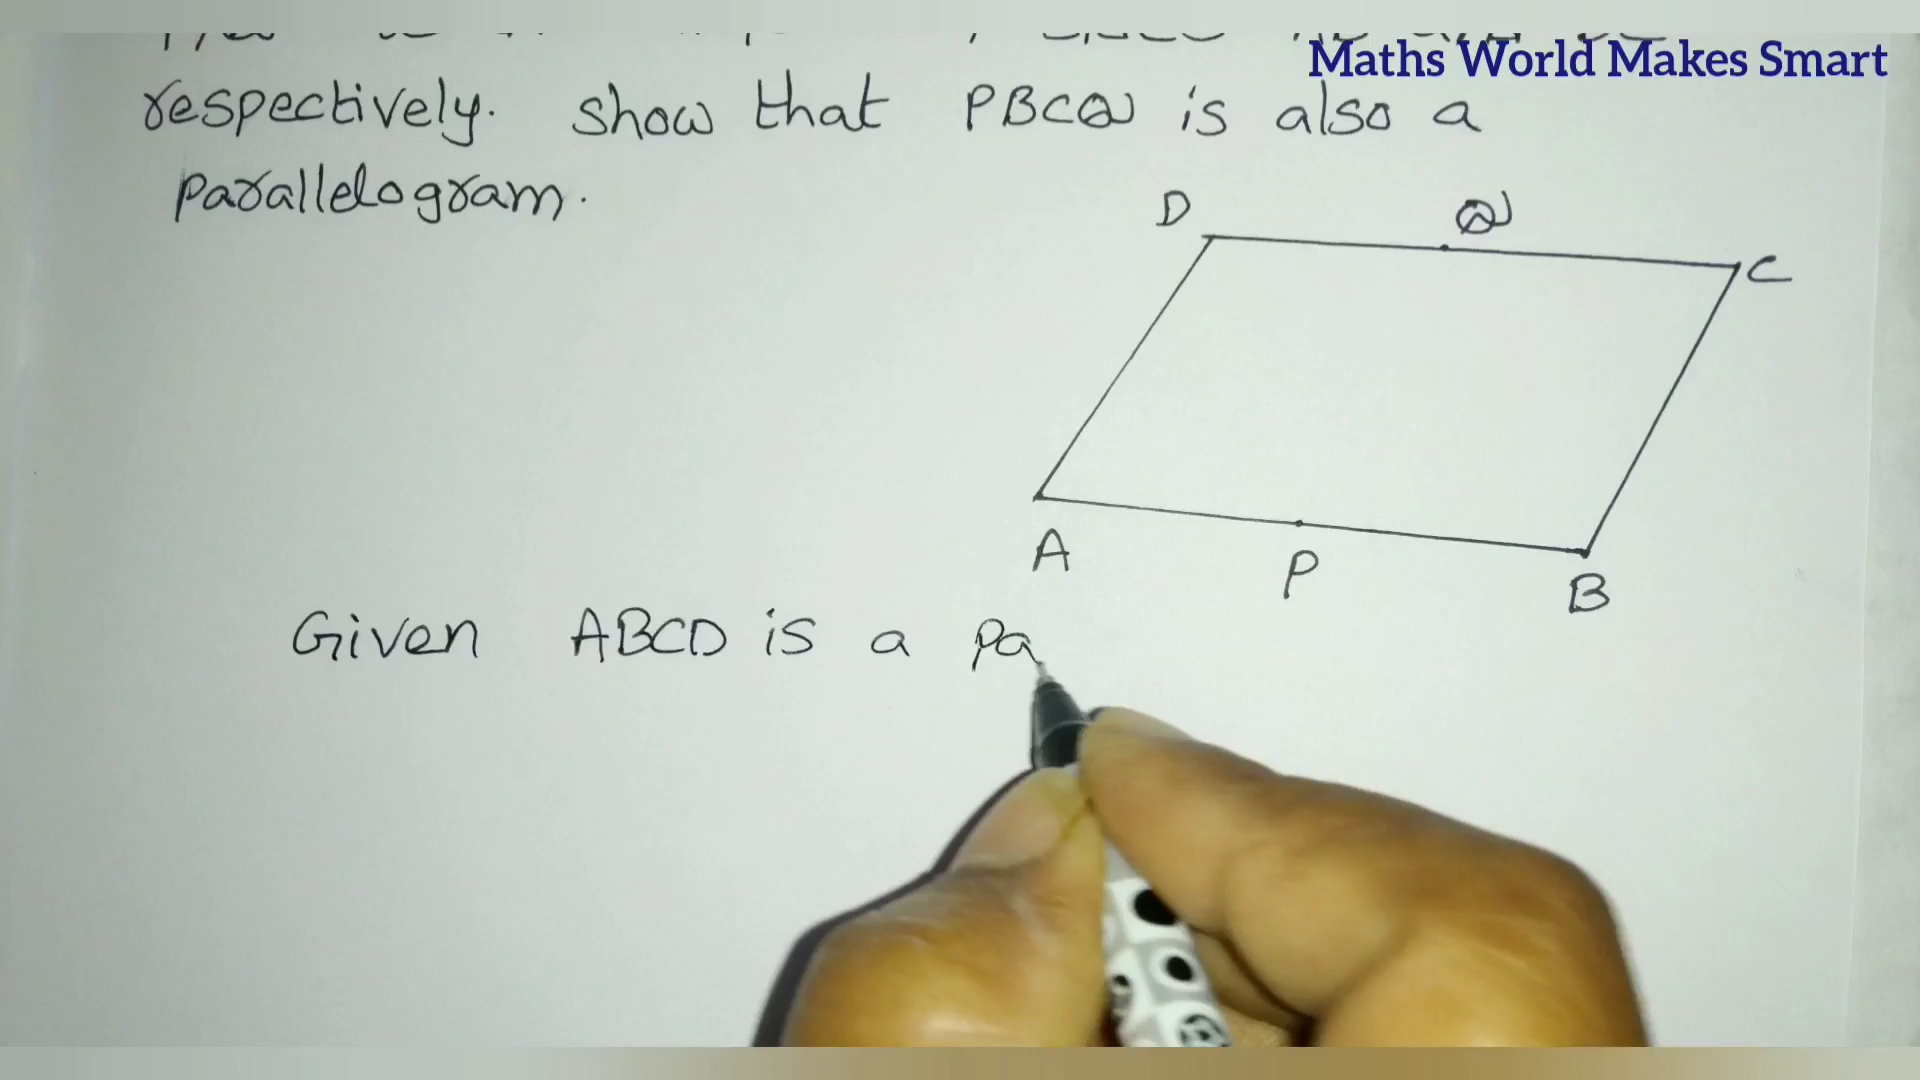 Maths World Makes Smart
respectively. show that PBCQ is also a
parallelogram.
D
Q
C
A
P
B
Given ABCD is a Pa